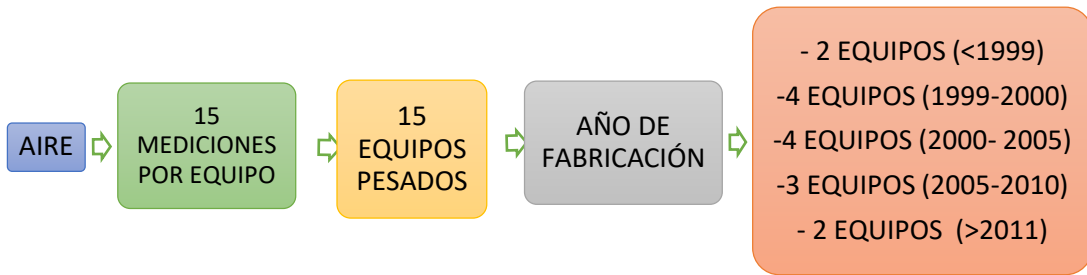 AIRE
15
MEDICIONES
POR EQUIPO
15
EQUIPOS
PESADOS
AÑO DE
FABRICACIÓN
- 2 EQUIPOS (<1999)
-4 EQUIPOS (1999-2000)
-4 EQUIPOS (2000- 2005)
-3 EQUIPOS (2005-2010)
- 2 EQUIPOS  (>2011)